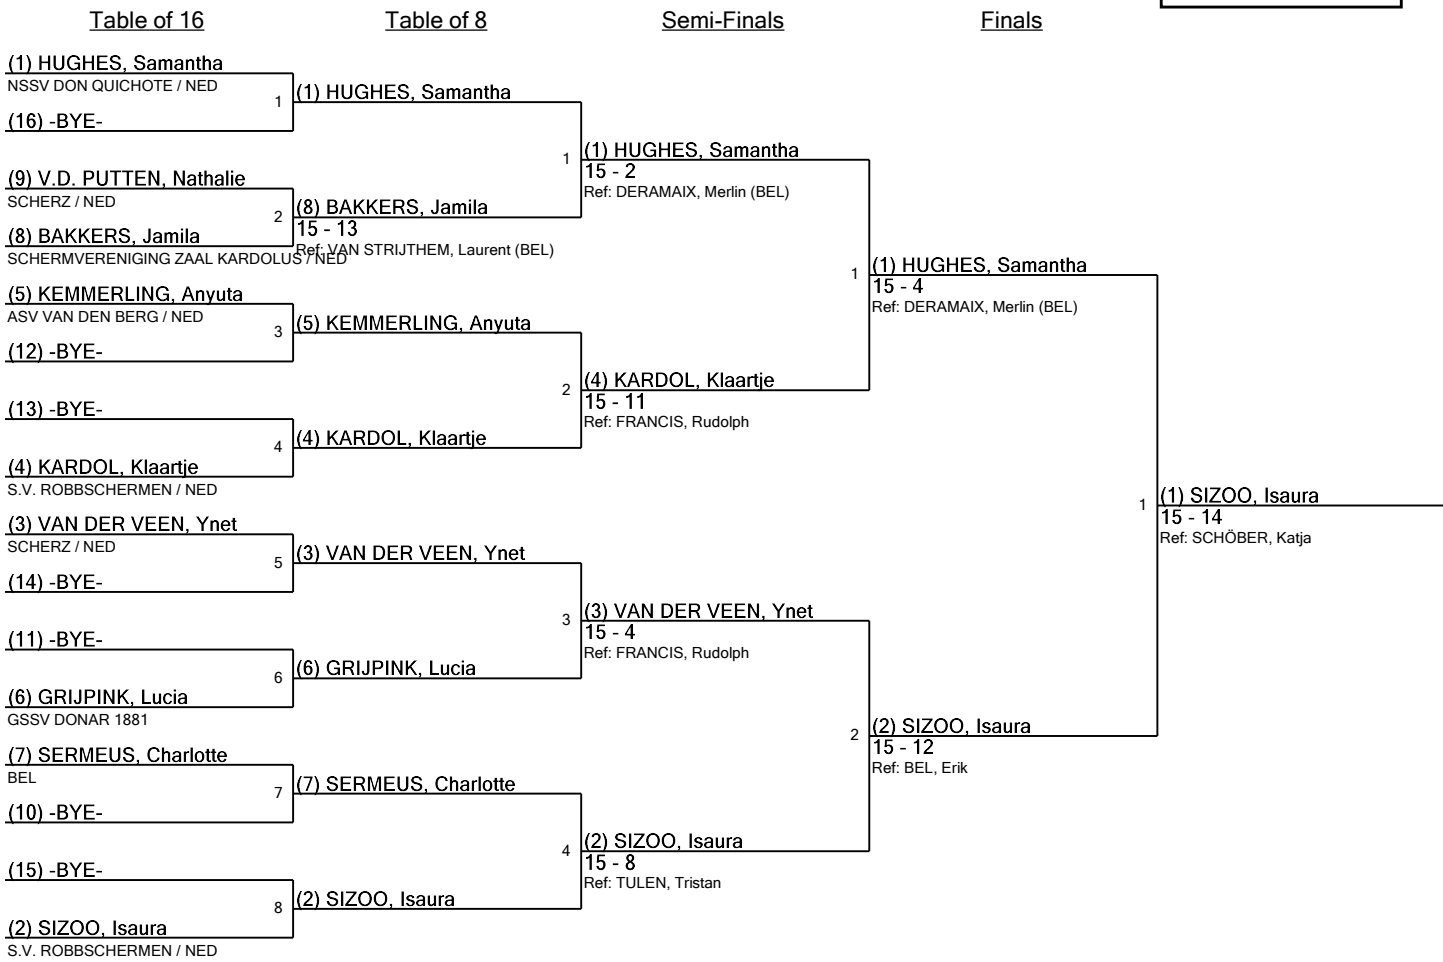 Table of 16
Table of 8
Semi-Finals
Finals
(1) HUGHES, Samantha
NSSV DON QUICHOTE / NED
1
(16) -BYE-
(9) V.D. PUTTEN, Nathalie
SCHERZ / NED
2
(8) BAKKERS, Jamila
SCHERMVERENIGING ZAAL KARDOLUS / NED
(5) KEMMERLING, Anyuta
ASV VAN DEN BERG / NED
3
(12) -BYE-
(13) -BYE-
4
(4) KARDOL, Klaartje
S.V. ROBBSCHERMEN / NED
(3) VAN DER VEEN, Ynet
SCHERZ / NED
5
(14) -BYE-
(11) -BYE-
6
(6) GRIJPINK, Lucia
GSSV DONAR 1881
(7) SERMEUS, Charlotte
BEL
7
(10) -BYE-
(15) -BYE-
8
(2) SIZOO, Isaura
S.V. ROBBSCHERMEN / NED
(1) HUGHES, Samantha
1
(8) BAKKERS, Jamila
15 - 13
Ref: VAN STRIJTHEM, Laurent (BEL)
(5) KEMMERLING, Anyuta
2
(4) KARDOL, Klaartje
(3) VAN DER VEEN, Ynet
3
(6) GRIJPINK, Lucia
(7) SERMEUS, Charlotte
4
(2) SIZOO, Isaura
(1) HUGHES, Samantha
15 - 2
Ref: DERAMAIX, Merlin (BEL)
1
(4) KARDOL, Klaartje
15 - 11
Ref: FRANCIS, Rudolph
(3) VAN DER VEEN, Ynet
15 - 4
Ref: FRANCIS, Rudolph
2
(2) SIZOO, Isaura
15 - 8
Ref: TULEN, Tristan
(1) HUGHES, Samantha
15 - 4
Ref: DERAMAIX, Merlin (BEL)
1
(2) SIZOO, Isaura
15 - 12
Ref: BEL, Erik
(1) SIZOO, Isaura
15 - 14
Ref: SCHÖBER, Katja